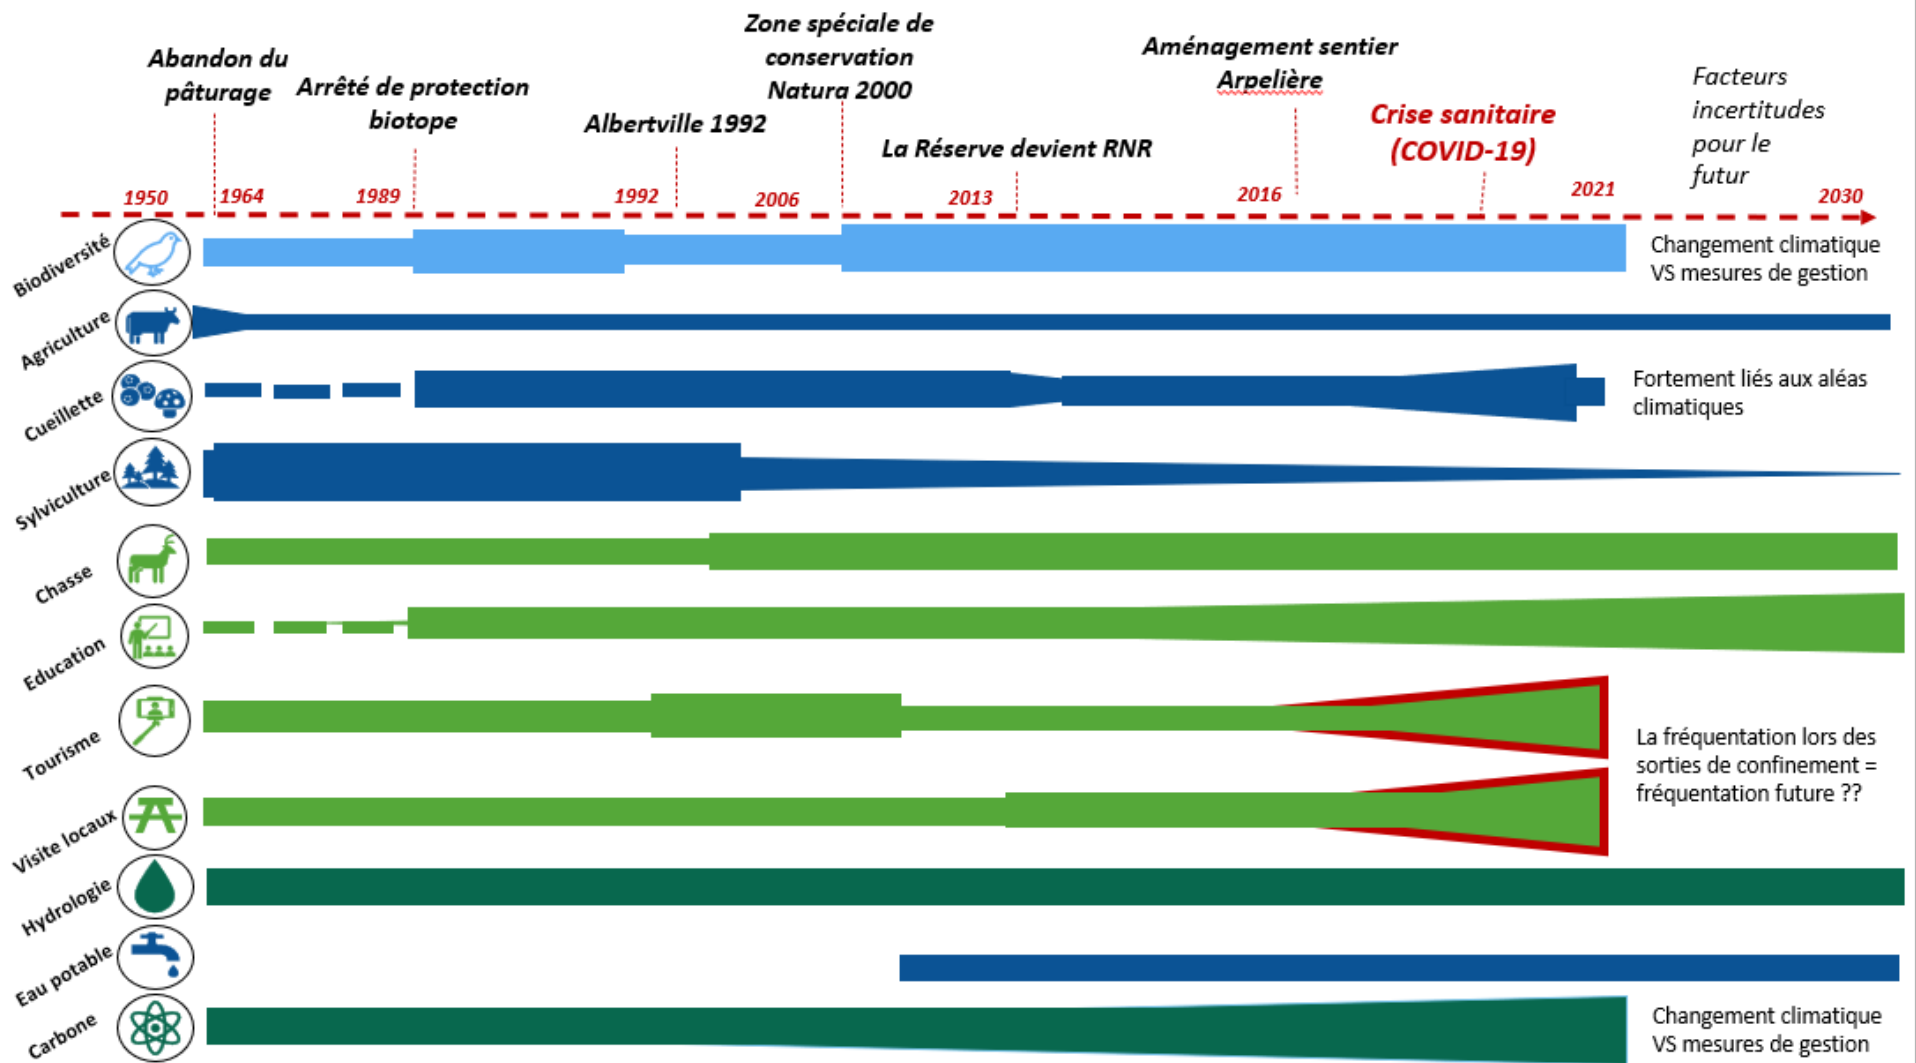 Zone spéciale de
conservation
Natura 2000
Abandon du
pâturage
Arrêté de protection
biotope
Albertville 1992
La Réserve devient RNR
Aménagement sentier
Arpelière
Crise sanitaire
(COVID-19)
Facteurs
incertitudes
pour le
futur
1950
1964
1989
1992
2006
2013
2016
2021
2030
Biodiversité
Changement climatique
VS mesures de gestion
Agriculture
Cueillette
Fortement liés aux aléas
climatiques
Sylviculture
Chasse
Education
Tourisme
La fréquentation lors des
sorties de confinement =
fréquentation future ??
Visite locaux
Hydrologie
Eau potable
Carbone
Changement climatique
VS mesures de gestion